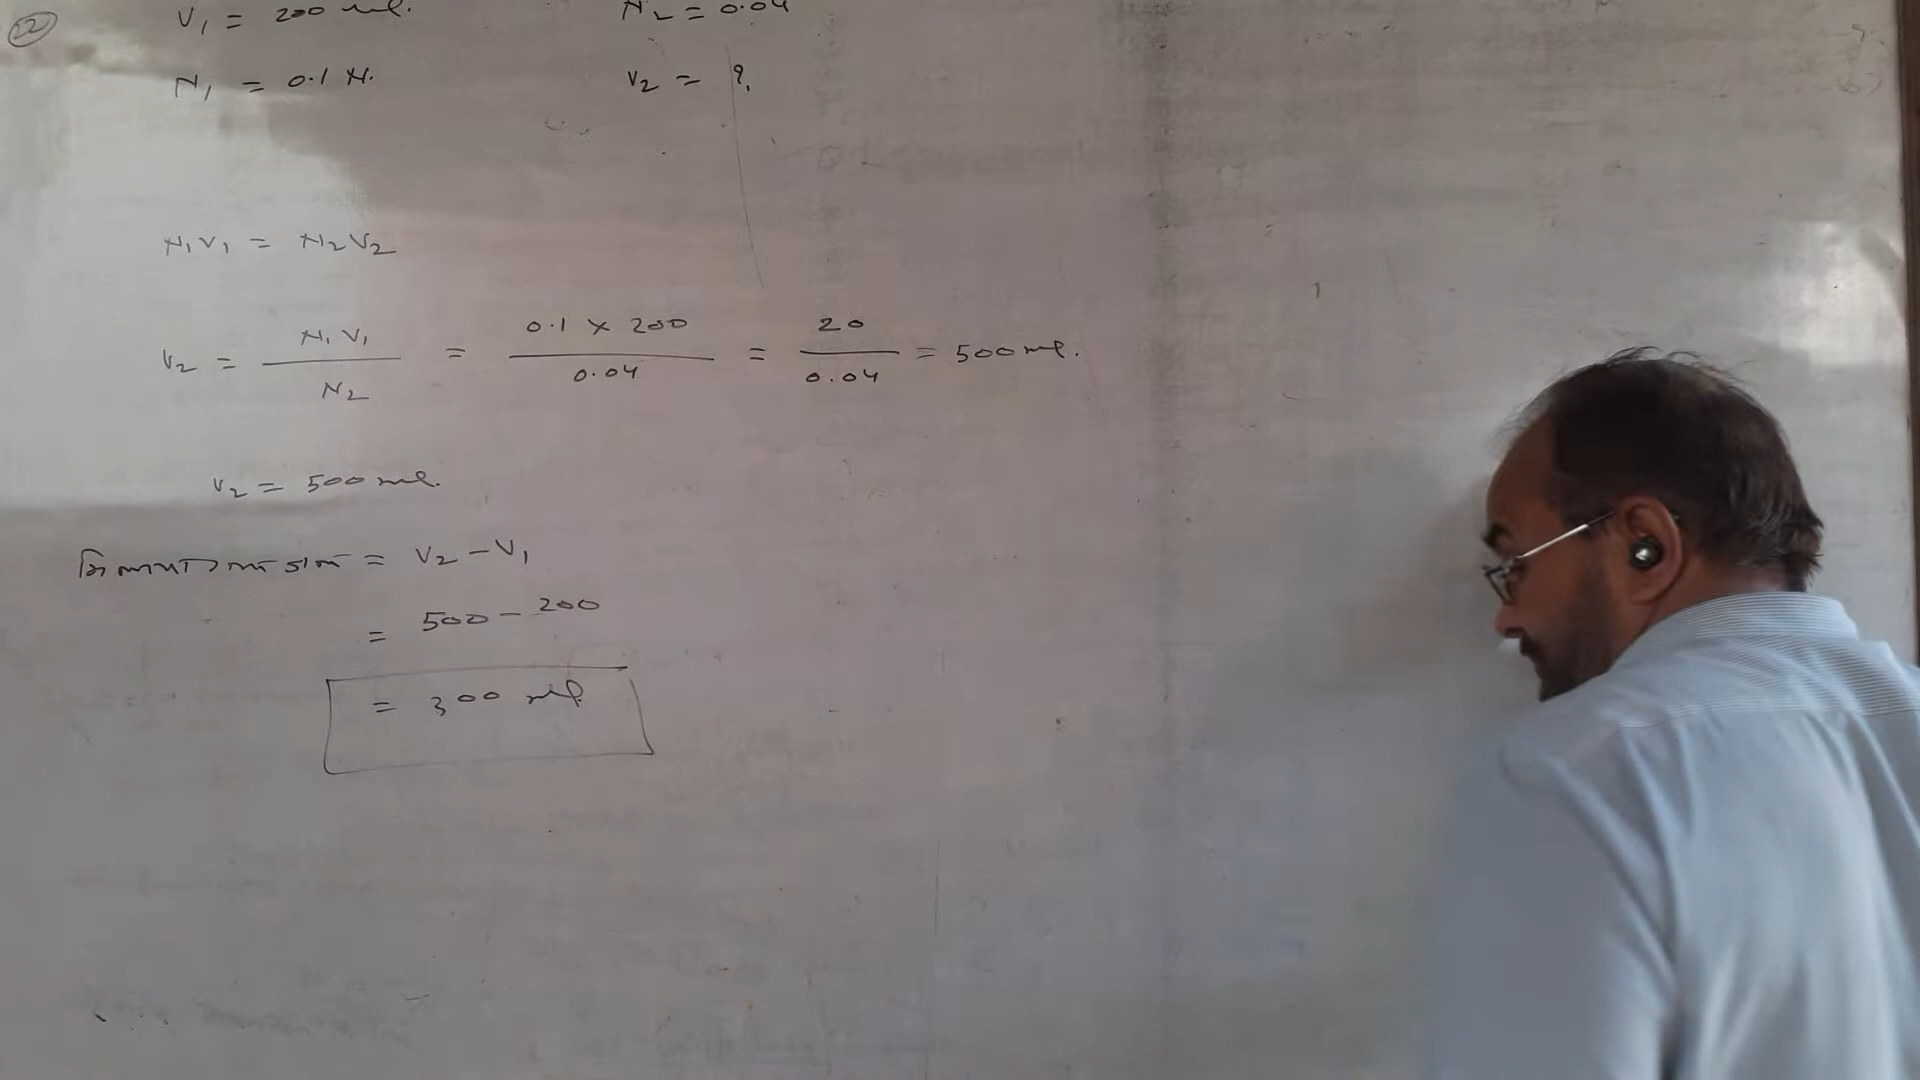 22
V₁ = 200 ml. N₂ = 0.04
N₁ = 0.1 N. V₂ = ?
N₁V₁ = N₂V₂
V₂ = N₁V₁ / N₂ = 0.1 × 200 / 0.04 = 20 / 0.04 = 500 ml.
V₂ = 500 ml.
= V₂ − V₁
= 500 − 200
= 300 ml